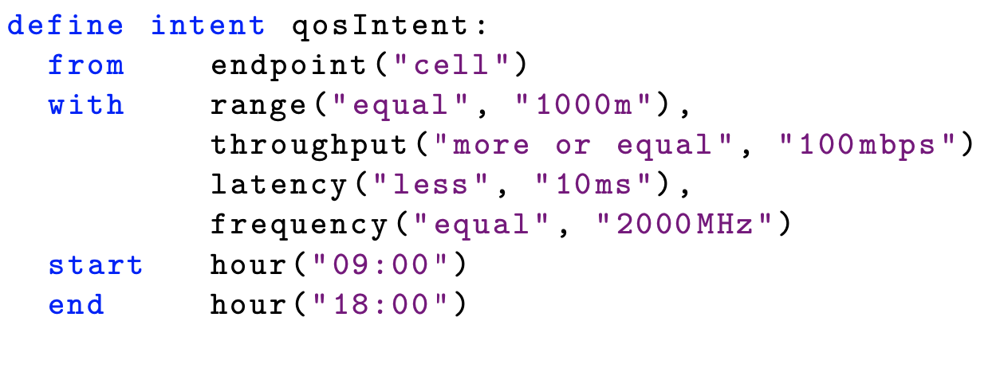 define intent qosIntent:
from endpoint("cell")
with range("equal", "1000m"),
throughput("more or equal", "100mbps")
latency("less", "10ms"),
frequency("equal", "2000MHz")
start hour("09:00")
end hour("18:00")